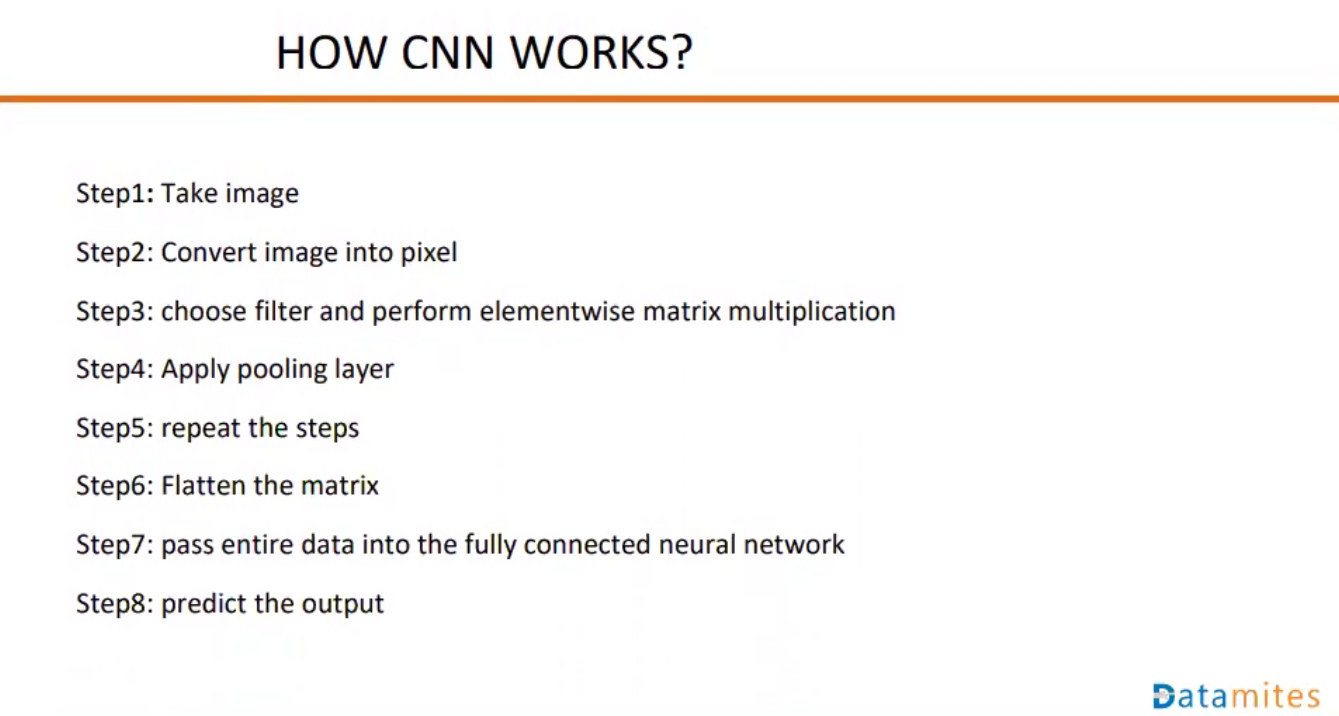 HOW CNN WORKS?
Step1: Take image
Step2: Convert image into pixel
Step3: choose filter and perform elementwise matrix multiplication
Step4: Apply pooling layer
Step5: repeat the steps
Step6: Flatten the matrix
Step7: pass entire data into the fully connected neural network
Step8: predict the output
Datamites